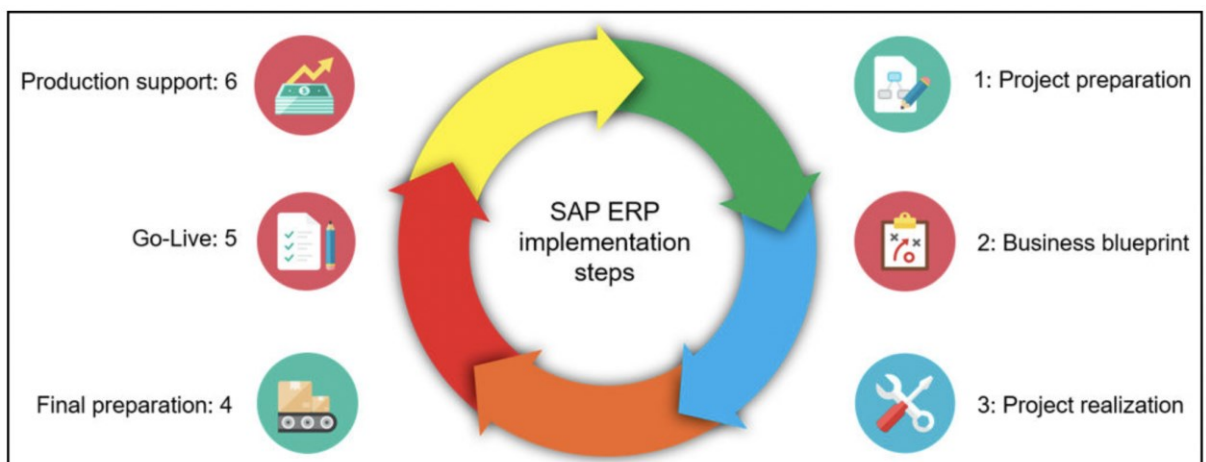 Production support: 6
1: Project preparation
SAP ERP
implementation
steps
Go-Live: 5
2: Business blueprint
Final preparation: 4
3: Project realization